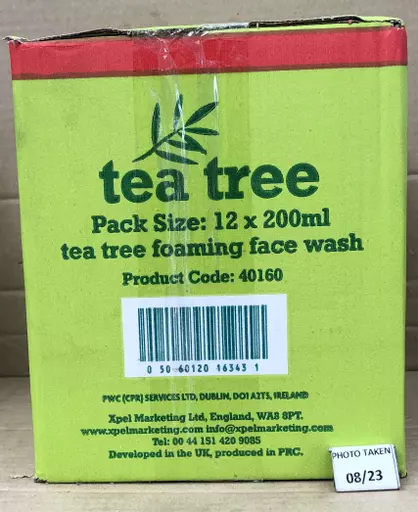 tea tree
Pack Size: 12 x 200ml
tea tree foaming face wash
Product Code: 40160
0 50 60120 16343 1
PWC (CPR) SERVICES LTD, DUBLIN, DO1 A2T5, IRELAND
Xpel Marketing Ltd, England, WA8 8PT.
www.xpelmarketing.com info@xpelmarketing.com
Tel: 00 44 151 420 9085
Developed in the UK, produced in PRC.
PHOTO TAKEN
08/23